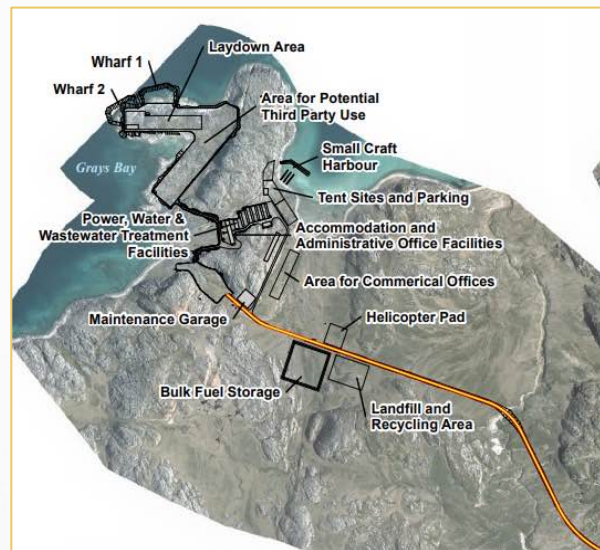 Laydown Area
Wharf 1
Wharf 2
Area for Potential
Third Party Use
Small Craft
Harbour
Grays Bay
Tent Sites and Parking
Power, Water &
Wastewater Treatment
Facilities
Accommodation and
Administrative Office Facilities
Area for Commerical Offices
Maintenance Garage
Helicopter Pad
Bulk Fuel Storage
Landfill and
Recycling Area